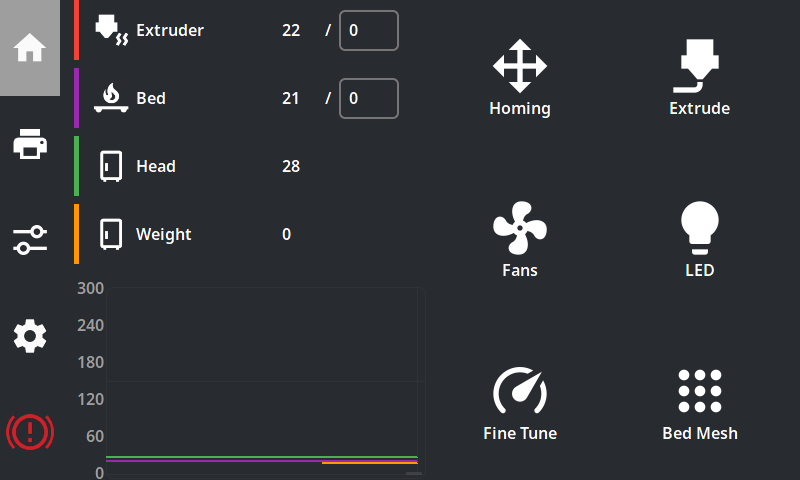 Extruder 22 / 0
Bed 21 / 0
Head 28
Weight 0
300
240
180
120
60
0
Homing Extrude
Fans LED
Fine Tune Bed Mesh